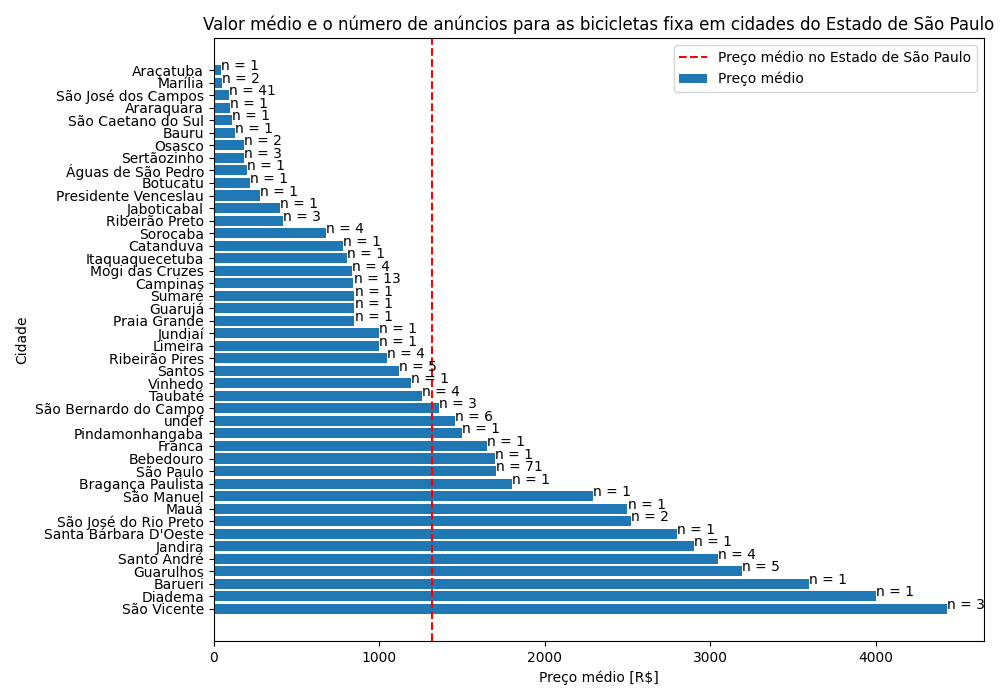 Valor médio e o número de anúncios para as bicicletas fixa em cidades do Estado de São Paulo
Preço médio no Estado de São Paulo
Preço médio
Cidade
Araçatuba n = 1
Marília n = 2
São José dos Campos n = 41
Araraquara n = 1
São Caetano do Sul n = 1
Bauru n = 1
Osasco n = 2
Sertãozinho n = 3
Águas de São Pedro n = 1
Botucatu n = 1
Presidente Venceslau n = 1
Jaboticabal n = 1
Ribeirão Preto n = 3
Sorocaba n = 4
Catanduva n = 1
Itaquaquecetuba n = 1
Mogi das Cruzes n = 4
Campinas n = 13
Sumaré n = 1
Guarujá n = 1
Praia Grande n = 1
Jundiaí n = 1
Limeira n = 1
Ribeirão Pires n = 4
Santos n = 5
Vinhedo n = 1
Taubaté n = 4
São Bernardo do Campo n = 3
undef n = 6
Pindamonhangaba n = 1
Franca n = 1
Bebedouro n = 1
São Paulo n = 71
Bragança Paulista n = 1
São Manuel n = 1
Mauá n = 1
São José do Rio Preto n = 2
Santa Bárbara D'Oeste n = 1
Jandira n = 1
Santo André n = 4
Guarulhos n = 5
Barueri n = 1
Diadema n = 1
São Vicente n = 3
0 1000 2000 3000 4000
Preço médio [R$]